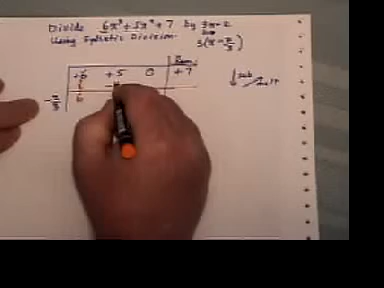 Divide 6x³ + 5x² + 7 by 3x - 2
Using Synthetic Division 3(x - 2/3)
Rem
+6 +5 0 +7
sub
mult
-2/3 6